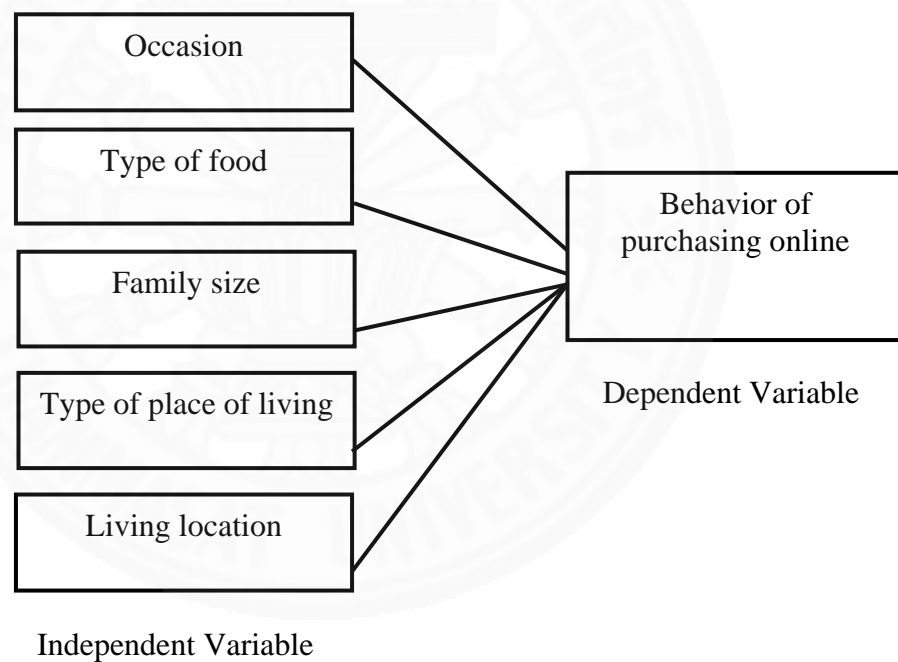 Occasion
Type of food
Family size
Type of place of living
Living location
Independent Variable
Behavior of
purchasing online
Dependent Variable